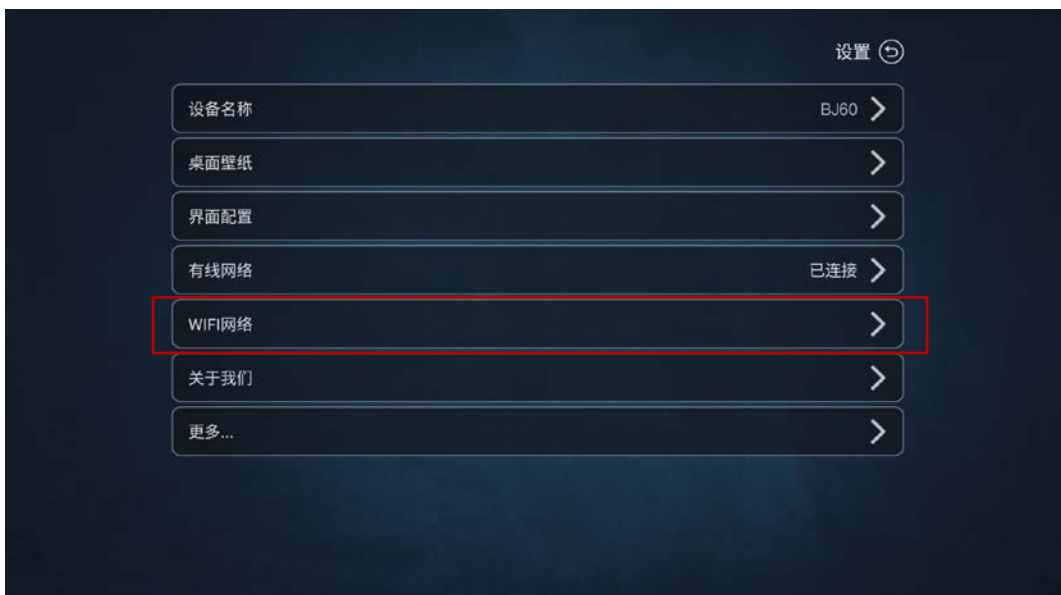 设置
设备名称 BJ60
桌面壁纸
界面配置
有线网络 已连接
WIFI网络
关于我们
更多...